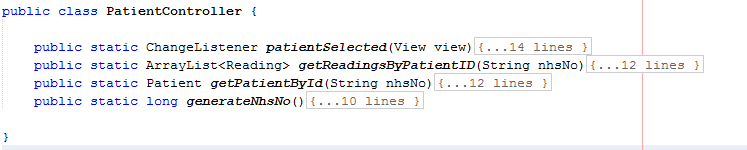 public class PatientController {
public static ChangeListener patientSelected(View view){...14 lines }
public static ArrayList<Reading> getReadingsByPatientID(String nhsNo){...12 lines }
public static Patient getPatientById(String nhsNo){...12 lines }
public static long generateNhsNo(){...10 lines }
}